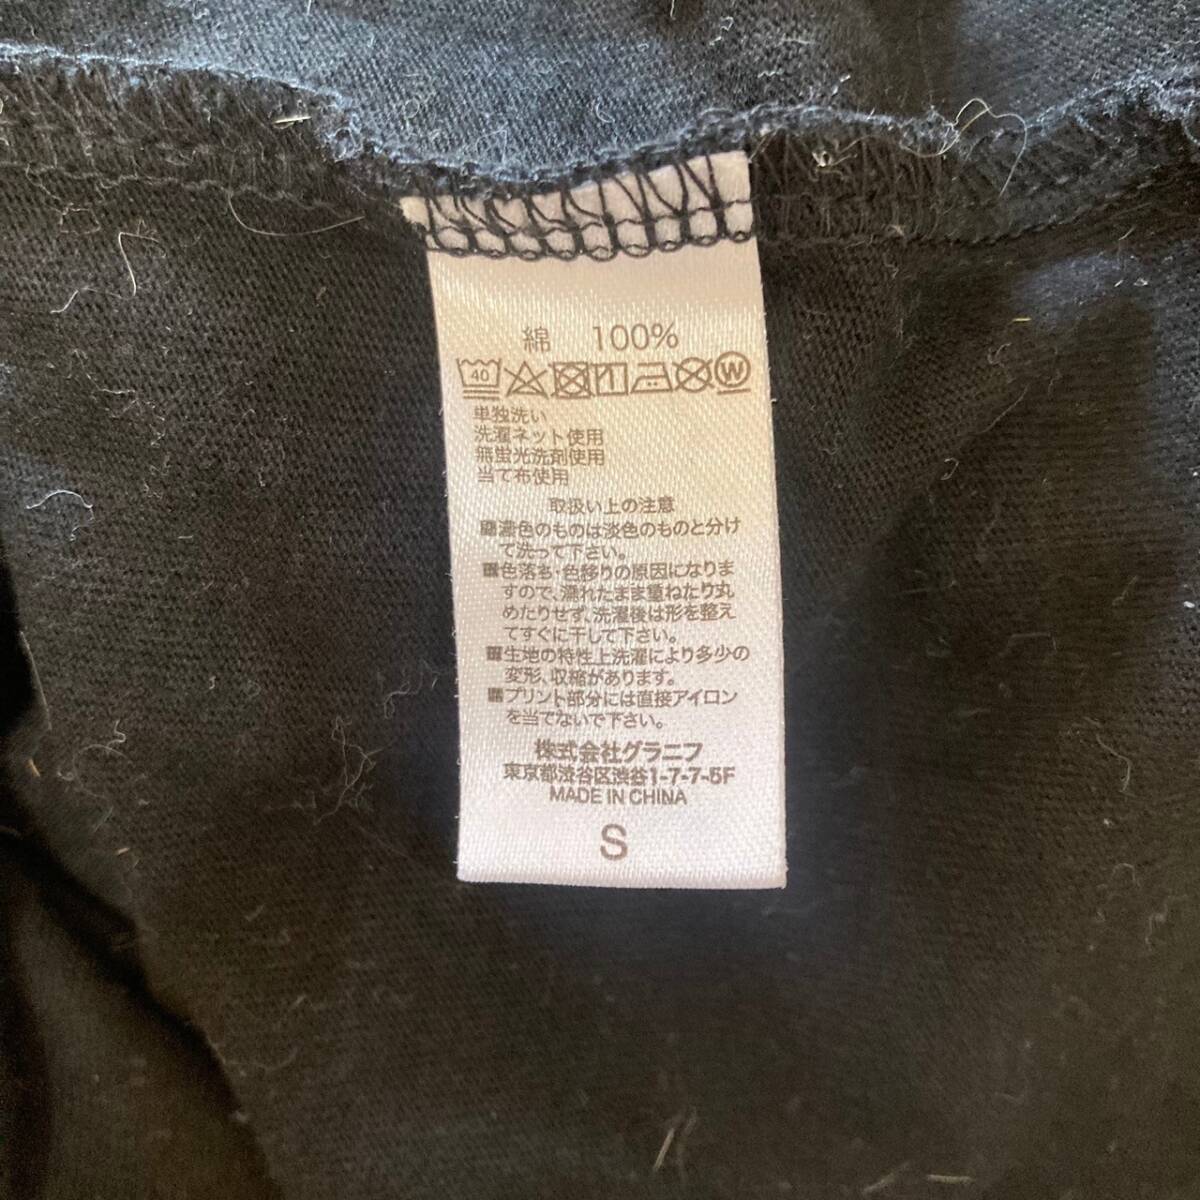 綿 100%
40 W
単独洗い
洗濯ネット使用
無蛍光洗剤使用
当て布使用
取扱い上の注意
濃色のものは淡色のものと分け
て洗って下さい。
色落ち・色移りの原因になりま
すので、濡れたまま重ねたり丸
めたりせず、洗濯後は形を整え
てすぐに干して下さい。
生地の特性上洗濯により多少の
変形、収縮があります。
プリント部分には直接アイロン
を当てないで下さい。
株式会社グラニフ
東京都渋谷区渋谷1-7-7-5F
MADE IN CHINA
S